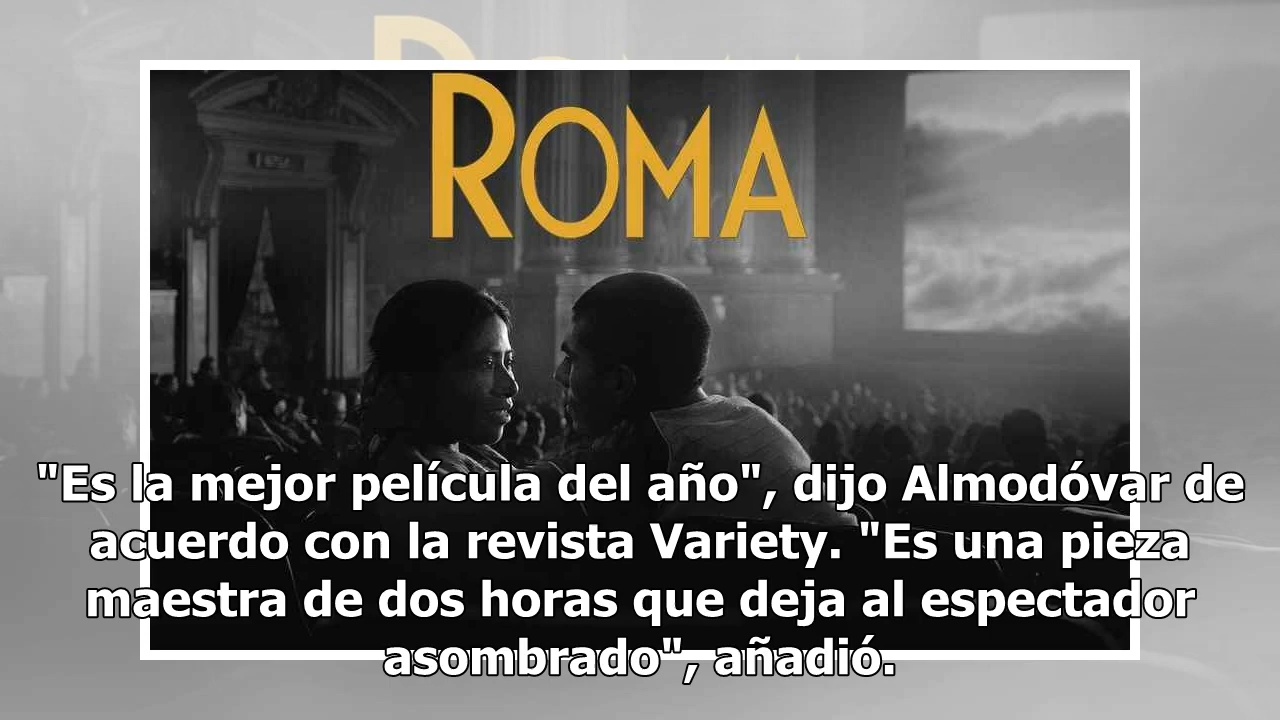 ROMA
"Es la mejor película del año", dijo Almodóvar de
acuerdo con la revista Variety. "Es una pieza
maestra de dos horas que deja al espectador
asombrado", añadió.